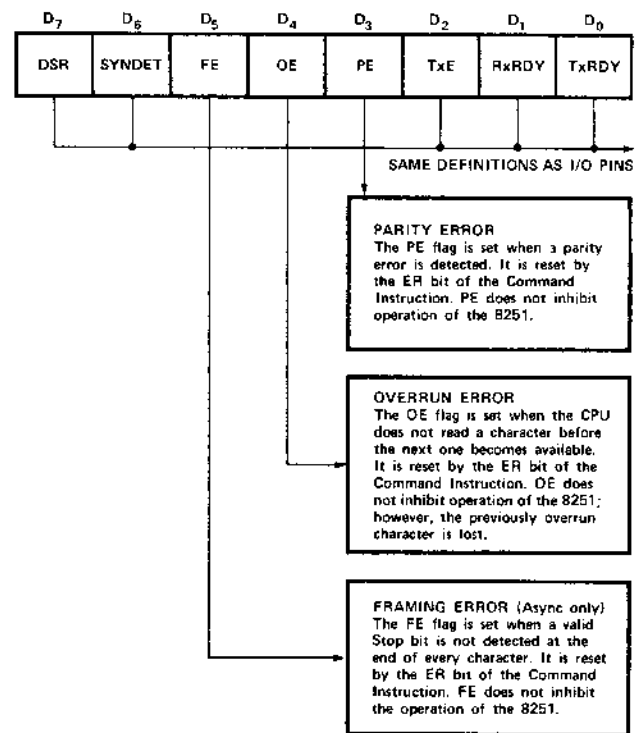 D7 D6 D5 D4 D3 D2 D1 D0
DSR SYNDET FE OE PE TxE RxRDY TxRDY
SAME DEFINITIONS AS I/O PINS
PARITY ERROR
The PE flag is set when a parity
error is detected. It is reset by
the ER bit of the Command
Instruction. PE does not inhibit
operation of the 8251.
OVERRUN ERROR
The OE flag is set when the CPU
does not read a character before
the next one becomes available.
It is reset by the ER bit of the
Command Instruction. OE does
not inhibit operation of the 8251;
however, the previously overrun
character is lost.
FRAMING ERROR (Async only)
The FE flag is set when a valid
Stop bit is not detected at the
end of every character. It is reset
by the ER bit of the Command
Instruction. FE does not inhibit
the operation of the 8251.